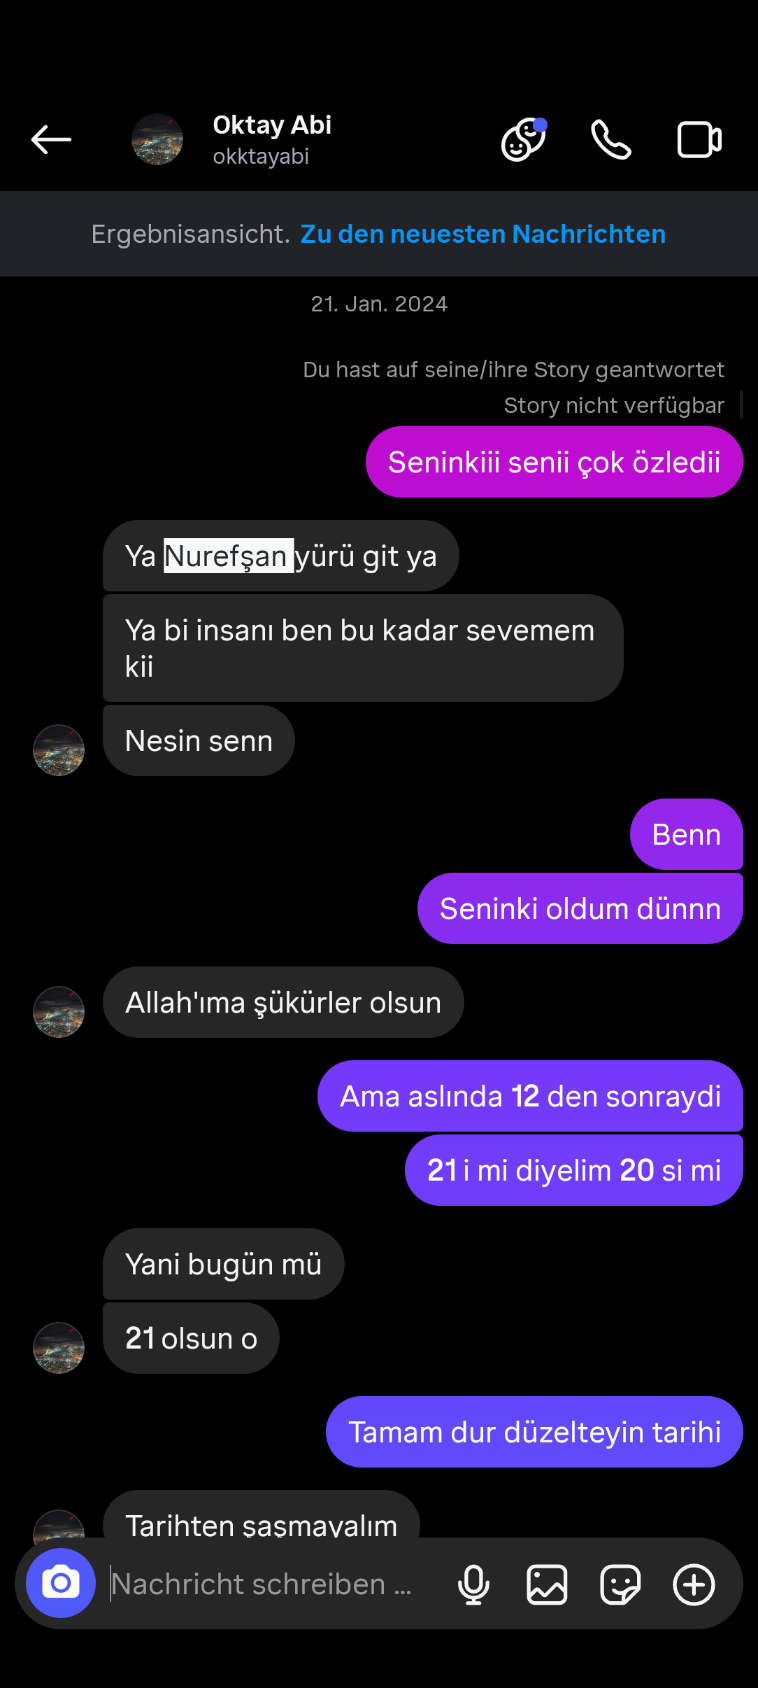 Oktay Abi
okktayabi
Ergebnisansicht. Zu den neuesten Nachrichten
21. Jan. 2024
Du hast auf seine/ihre Story geantwortet
Story nicht verfügbar
Seninkiii senii çok özledii
Ya Nurefşan yürü git ya
Ya bi insanı ben bu kadar sevemem
kii
Nesin senn
Benn
Seninki oldum dünnn
Allah'ıma şükürler olsun
Ama aslında 12 den sonraydi
21 i mi diyelim 20 si mi
Yani bugün mü
21 olsun o
Tamam dur düzelteyin tarihi
Tarihten şaşmayalım
Nachricht schreiben ...